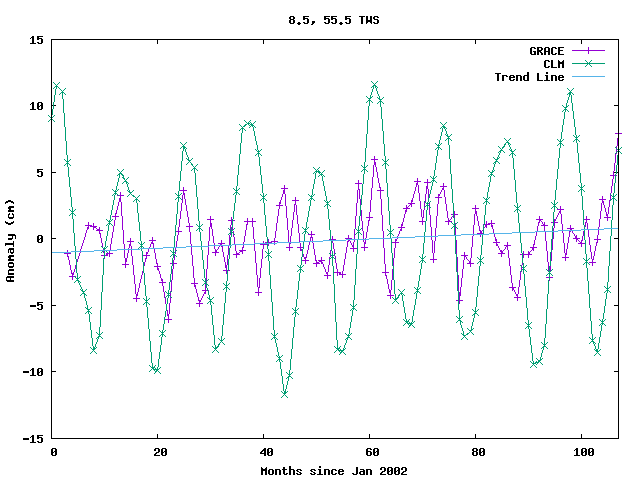 8.5, 55.5 TWS
GRACE
CLM
Trend Line
15
10
5
0
-5
-10
-15
Anomaly (cm)
0 20 40 60 80 100
Months since Jan 2002